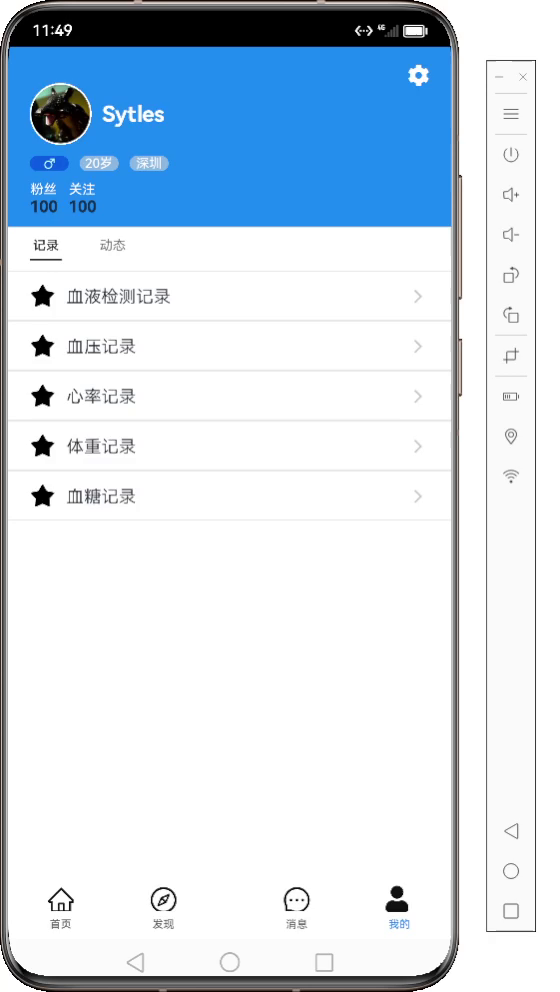 11:49
4G
Sytles
♂ 20岁 深圳
粉丝 关注
100 100
记录 动态
血液检测记录
血压记录
心率记录
体重记录
血糖记录
首页 发现 消息 我的